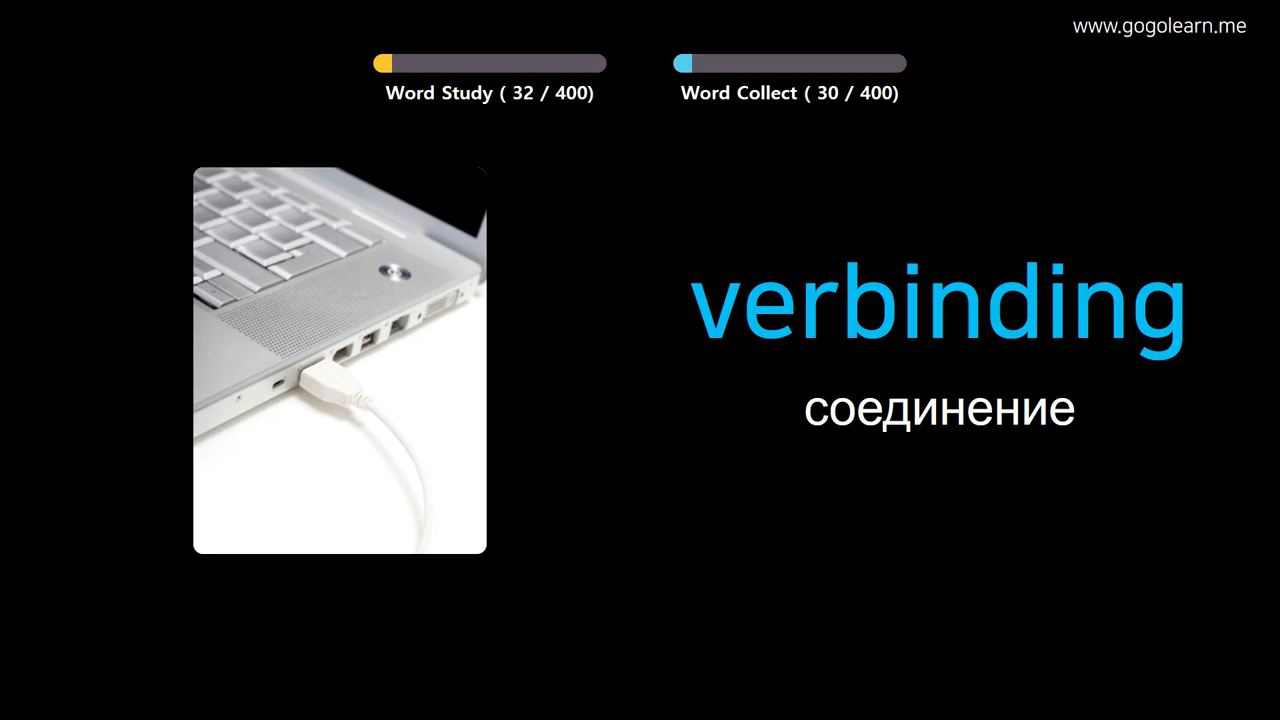 www.gogolearn.me
Word Study ( 32 / 400)
Word Collect ( 30 / 400)
verbinding
соединение